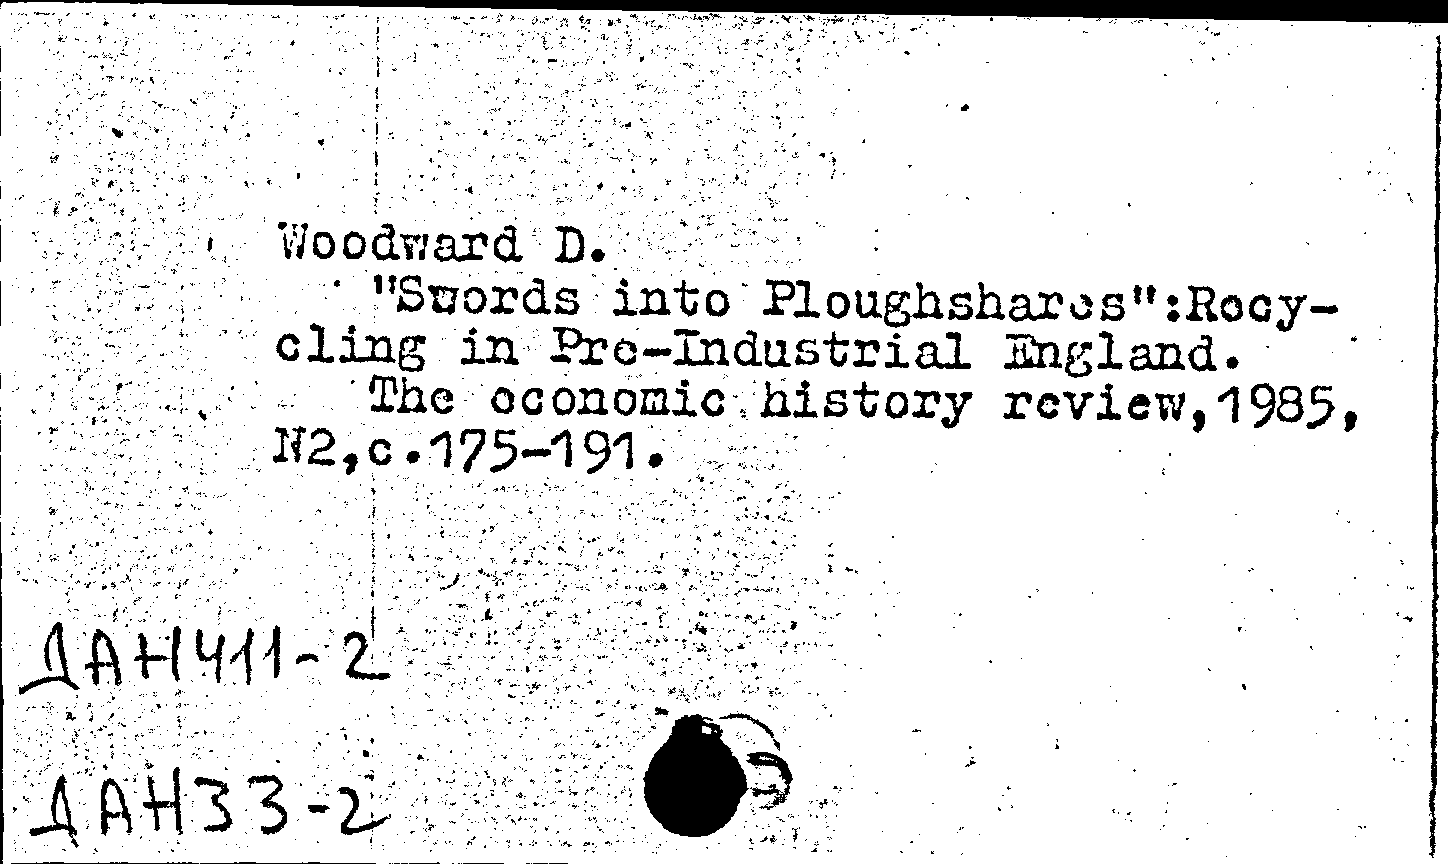 Woodward D.
"Swords into Ploughshares":Recy-
cling in Pre-Industrial England.
The economic history review,1985,
N2,c.175-191.
ДАН411-2
ДАН33-2